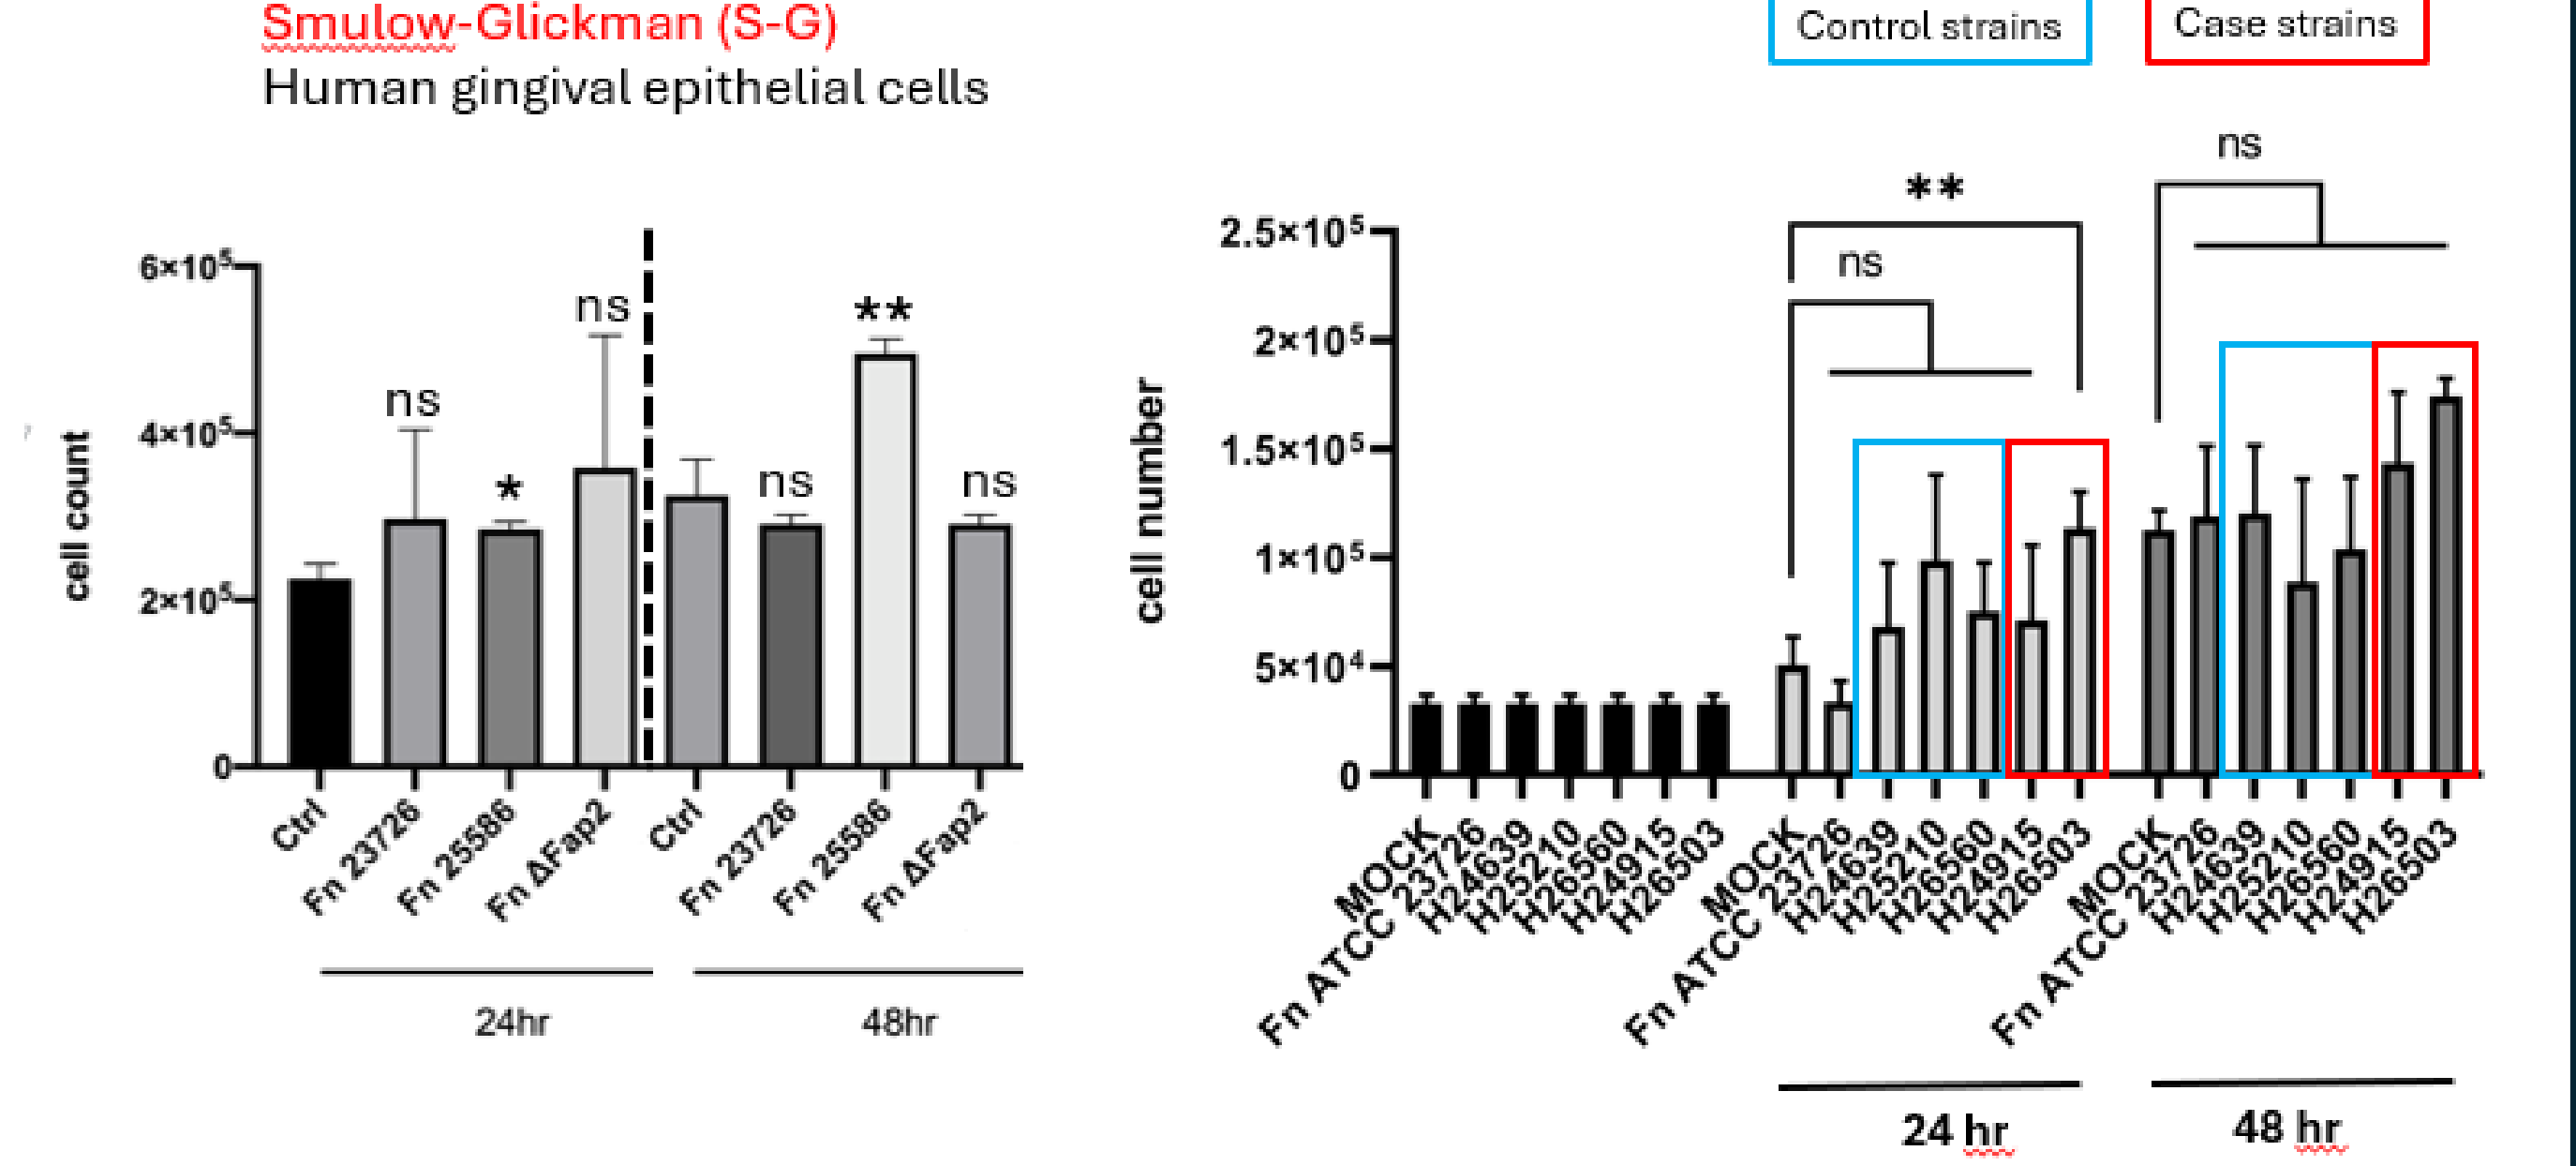 Smulow-Glickman (S-G)
Human gingival epithelial cells
Control strains
Case strains
cell count
6×10⁵
4×10⁵
2×10⁵
0
ns
*
ns
ns
**
ns
Ctrl
Fn 23726
Fn 25586
Fn ΔFap2
Ctrl
Fn 23726
Fn 25586
Fn ΔFap2
24hr
48hr
cell number
2.5×10⁵
2×10⁵
1.5×10⁵
1×10⁵
5×10⁴
0
**
ns
ns
MOCK
Fn ATCC 23726
H24639
H25210
H26560
H24915
H26503
MOCK
Fn ATCC 23726
H24639
H25210
H26560
H24915
H26503
MOCK
Fn ATCC 23726
H24639
H25210
H26560
H24915
H26503
24 hr
48 hr